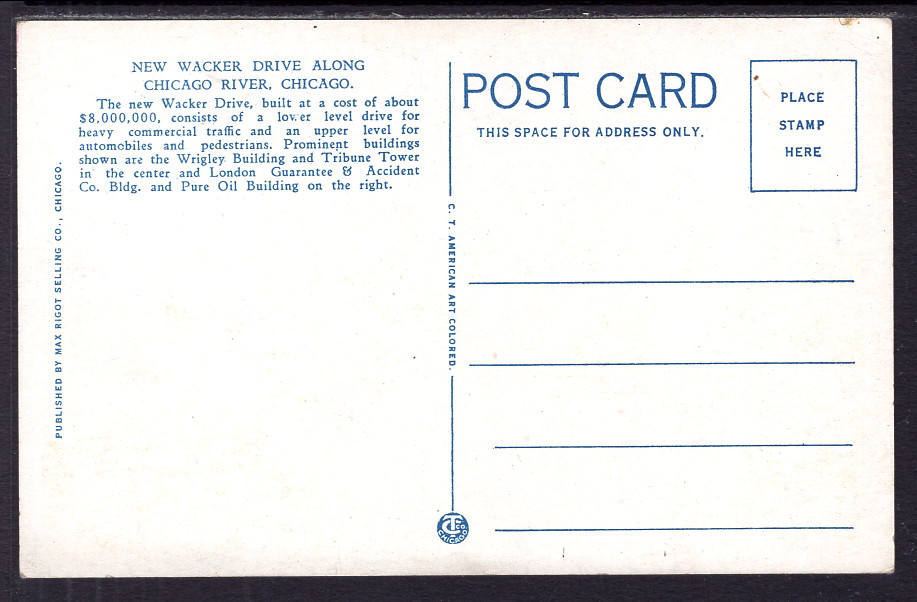 NEW WACKER DRIVE ALONG
CHICAGO RIVER, CHICAGO.
The new Wacker Drive, built at a cost of about
$8,000,000, consists of a lower level drive for
heavy commercial traffic and an upper level for
automobiles and pedestrians. Prominent buildings
shown are the Wrigley Building and Tribune Tower
in the center and London Guarantee & Accident
Co. Bldg. and Pure Oil Building on the right.
PUBLISHED BY MAX RIGOT SELLING CO., CHICAGO.
C. T. AMERICAN ART COLORED.
POST CARD
THIS SPACE FOR ADDRESS ONLY.
PLACE
STAMP
HERE
CT CO
CHICAGO